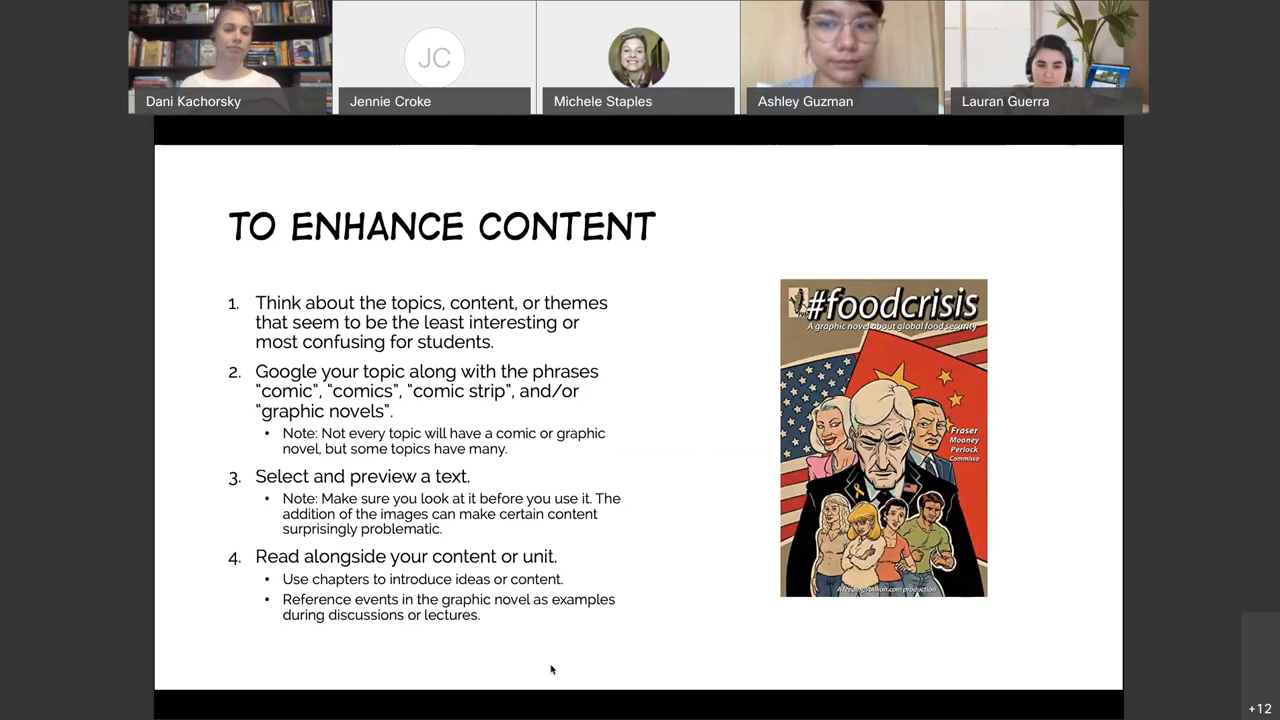 JC
Dani Kachorsky
Jennie Croke
Michele Staples
Ashley Guzman
Lauran Guerra
TO ENHANCE CONTENT
1. Think about the topics, content, or themes
that seem to be the least interesting or
most confusing for students.
2. Google your topic along with the phrases
“comic”, “comics”, “comic strip”, and/or
“graphic novels”.
• Note: Not every topic will have a comic or graphic
novel, but some topics have many.
3. Select and preview a text.
• Note: Make sure you look at it before you use it. The
addition of the images can make certain content
surprisingly problematic.
4. Read alongside your content or unit.
• Use chapters to introduce ideas or content.
• Reference events in the graphic novel as examples
during discussions or lectures.
#foodcrisis
A graphic novel about global food security
Fraser
Mooney
Perlock
Commisso
production
+12